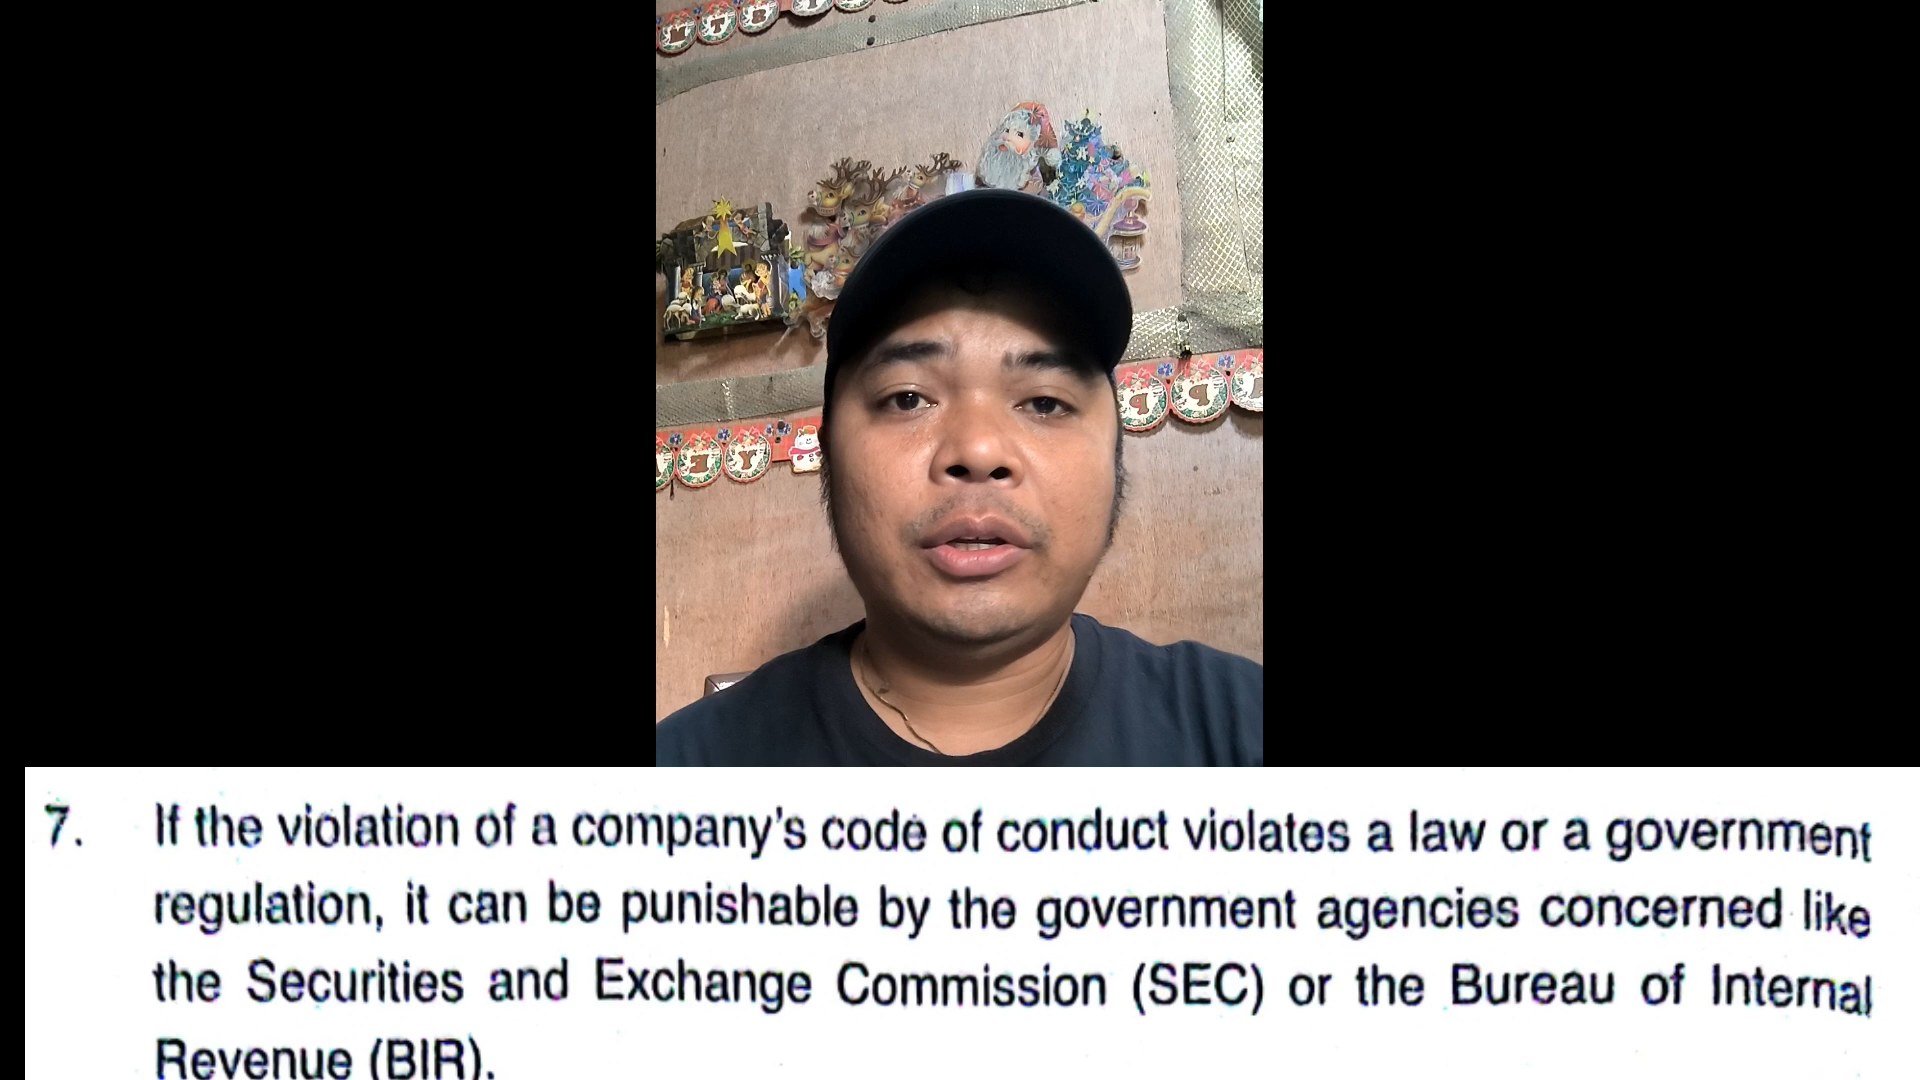 N T B I
P P
E Y
7. If the violation of a company's code of conduct violates a law or a government
regulation, it can be punishable by the government agencies concerned like
the Securities and Exchange Commission (SEC) or the Bureau of Internal
Revenue (BIR).